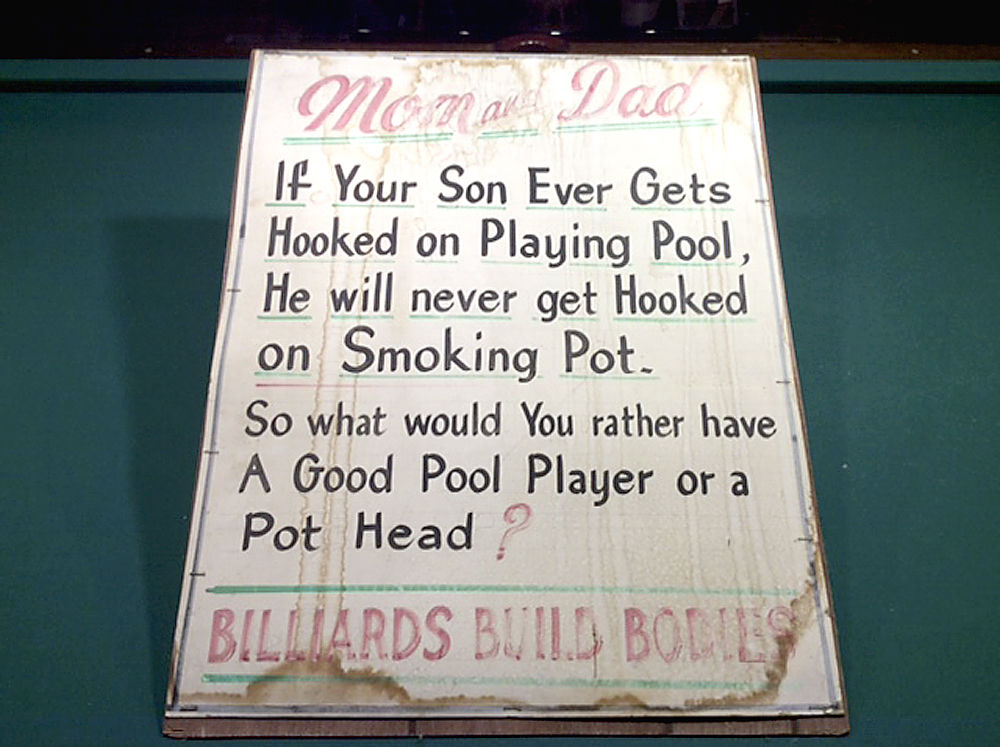 Mom and Dad
If Your Son Ever Gets
Hooked on Playing Pool,
He will never get Hooked
on Smoking Pot.
So what would You rather have
A Good Pool Player or a
Pot Head ?
BILLIARDS BUILD BODIES